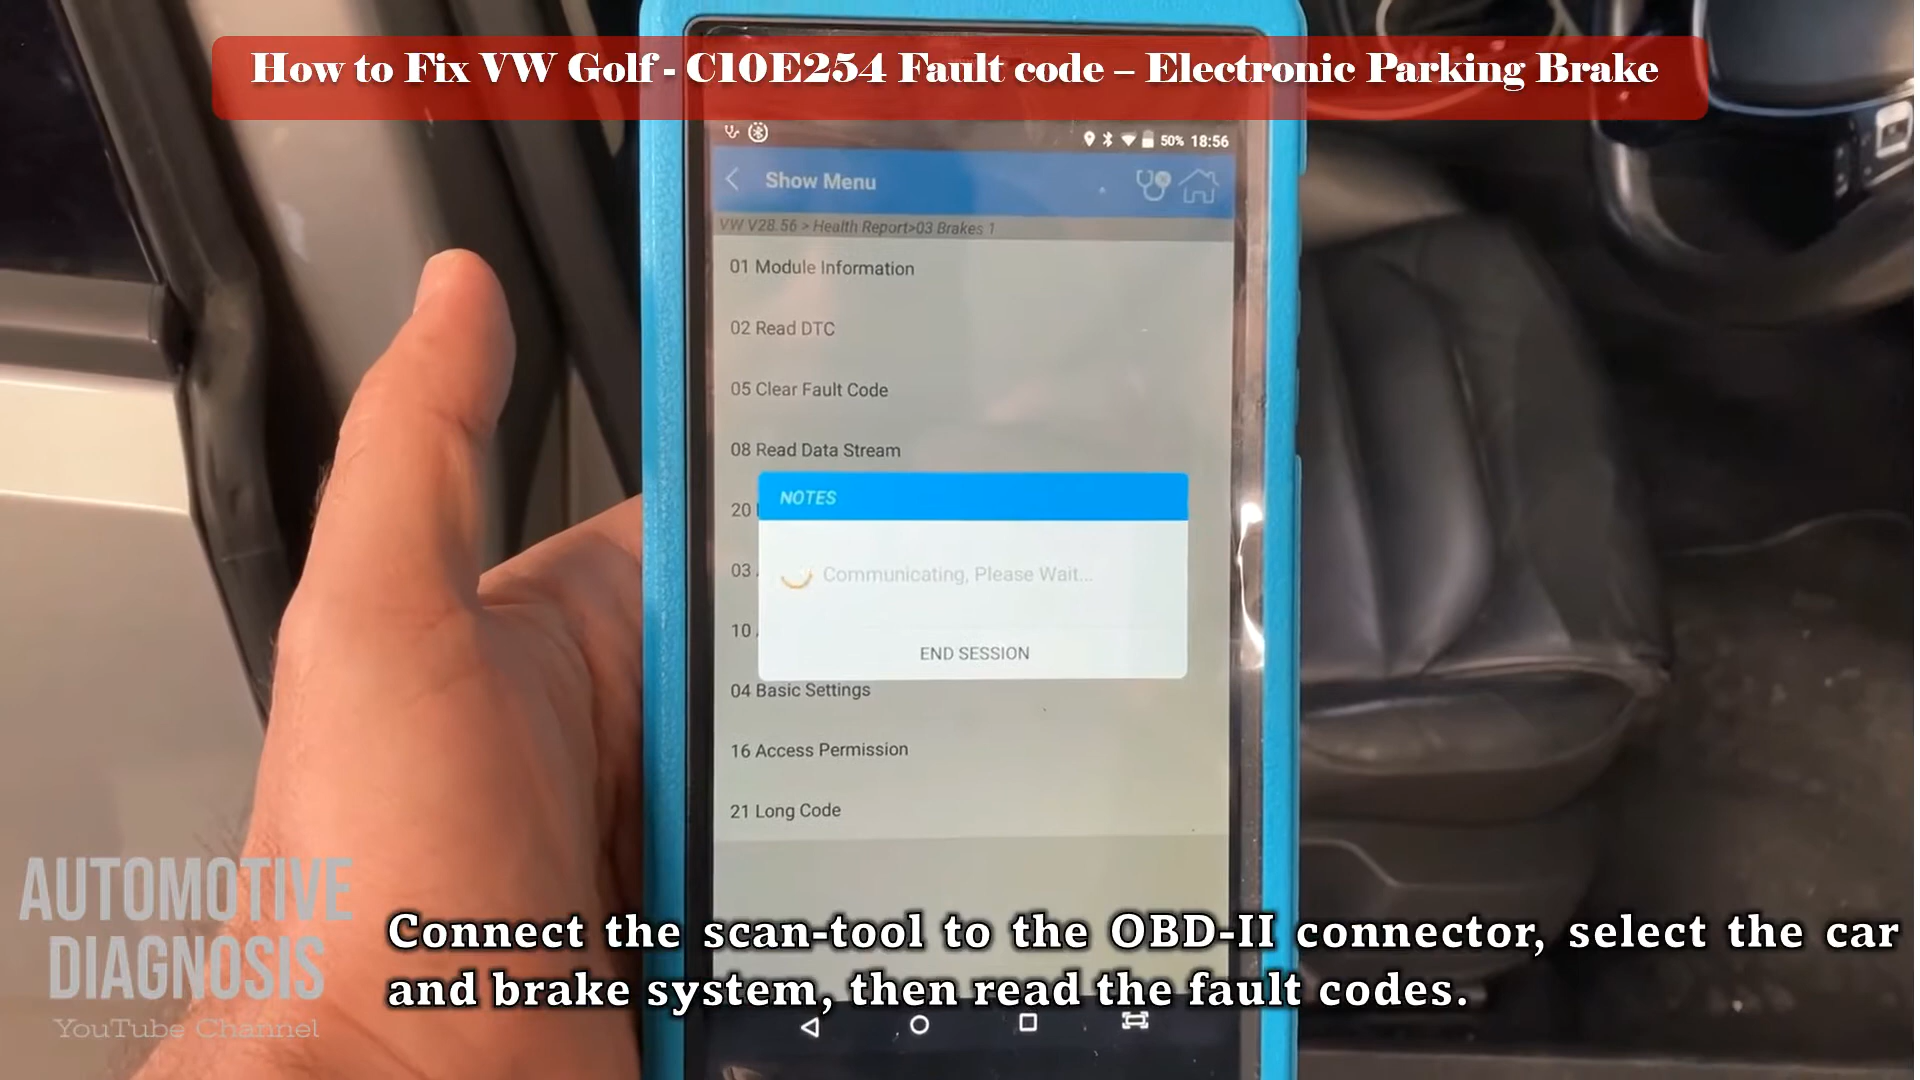 How to Fix VW Golf - C10E254 Fault code – Electronic Parking Brake
50% 18:56
Show Menu
VW V28.56 > Health Report>03 Brakes 1
01 Module Information
02 Read DTC
05 Clear Fault Code
08 Read Data Stream
NOTES
20
03
Communicating, Please Wait...
10
END SESSION
04 Basic Settings
16 Access Permission
21 Long Code
AUTOMOTIVE
DIAGNOSIS
YouTube Channel
Connect the scan-tool to the OBD-II connector, select the car
and brake system, then read the fault codes.